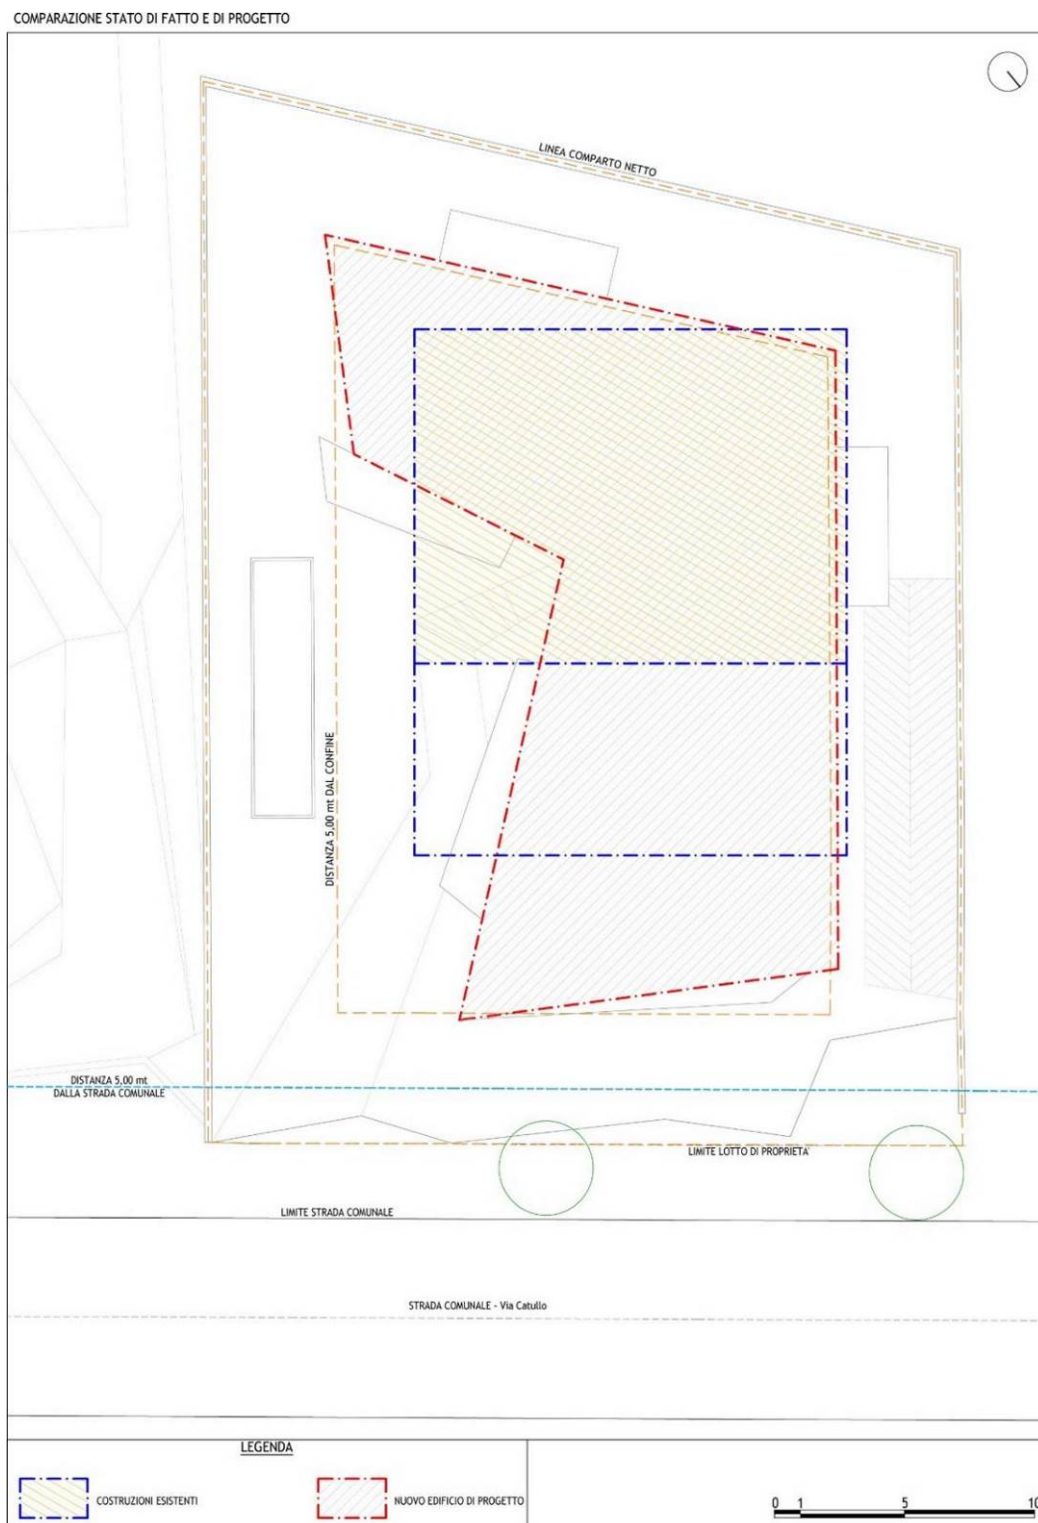 COMPARAZIONE STATO DI FATTO E DI PROGETTO
LINEA COMPARTO NETTO
DISTANZA 5,00 mt DAL CONFINE
DISTANZA 5,00 mt
DALLA STRADA COMUNALE
LIMITE LOTTO DI PROPRIETA'
LIMITE STRADA COMUNALE
STRADA COMUNALE - Via Catullo
LEGENDA
COSTRUZIONI ESISTENTI
NUOVO EDIFICIO DI PROGETTO
0 1 5 10